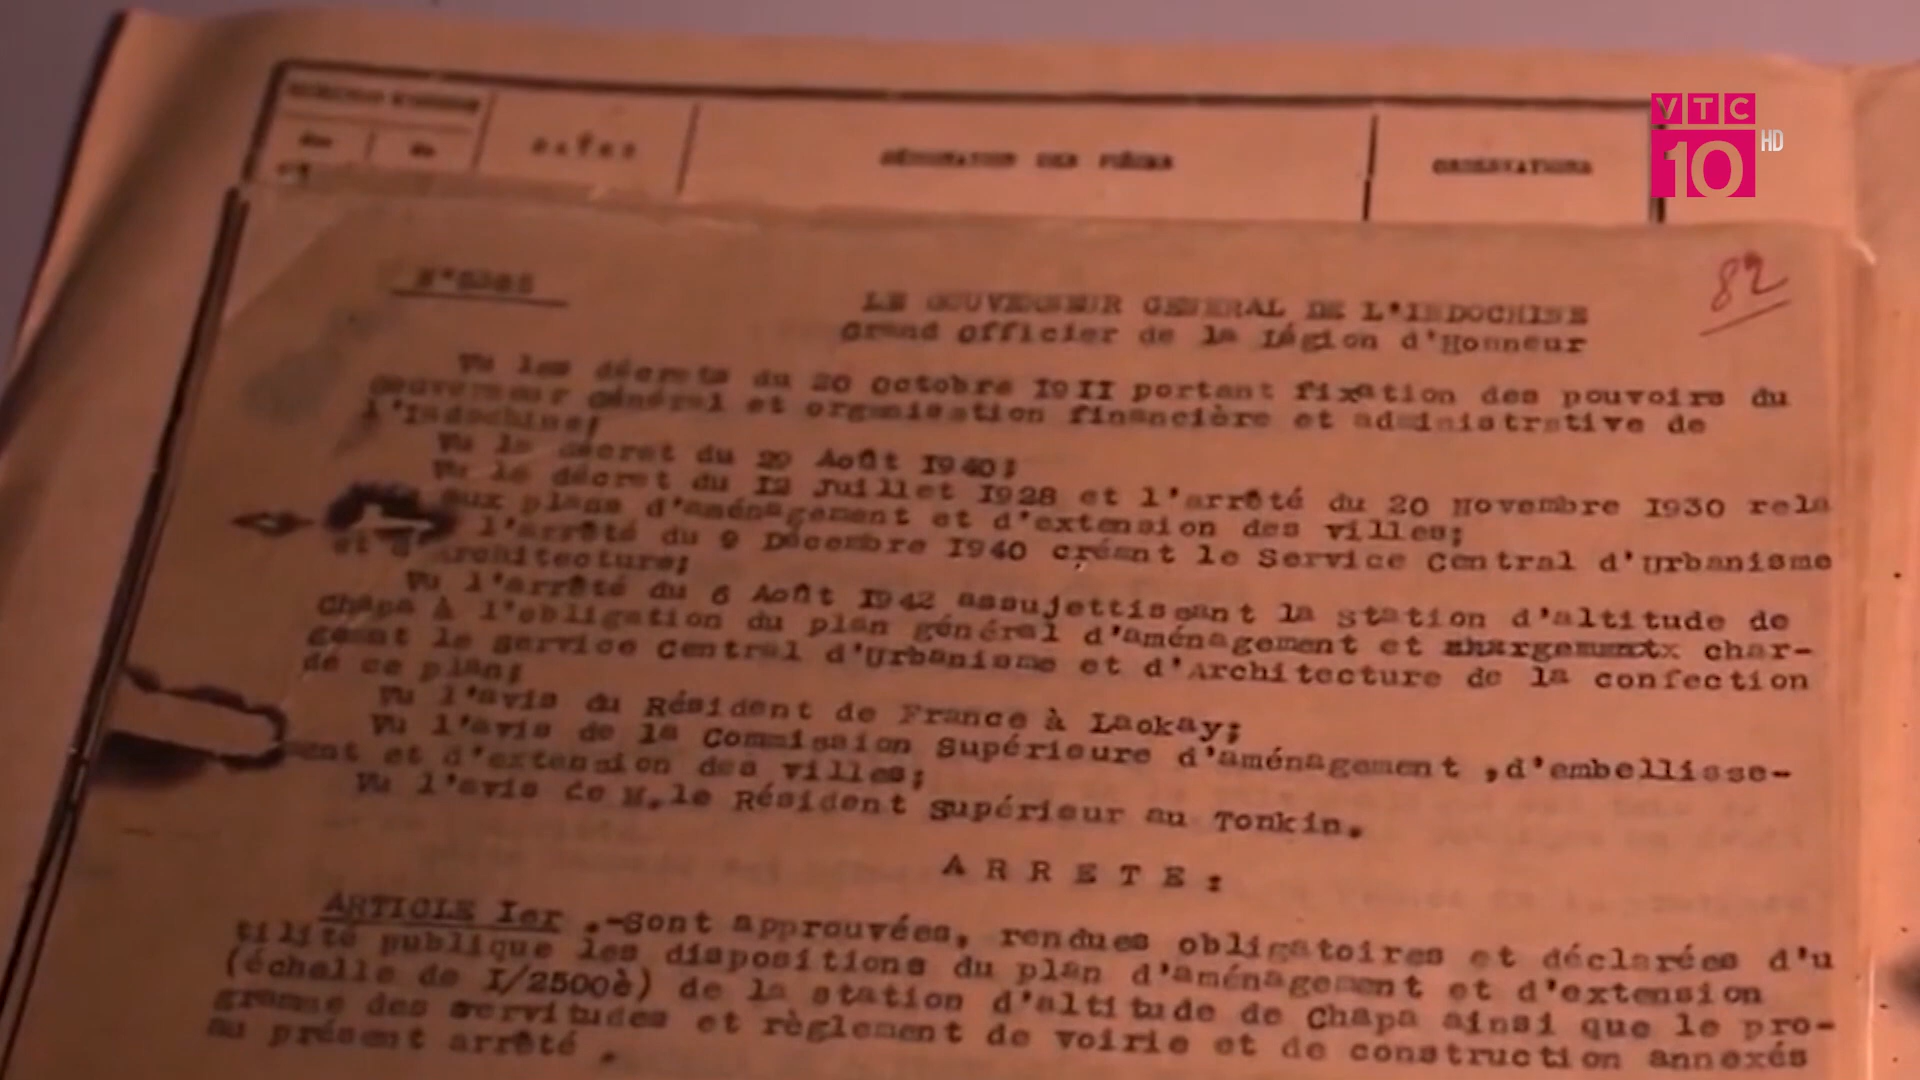 VTC
10 HD
DATES
DÉSIGNATION DES PIÈCES
OBSERVATIONS
82
LE GOUVERNEUR GENERAL DE L'INDOCHINE
Grand Officier de la Légion d'Honneur
Vu les décrets du 20 Octobre 1911 portant fixation des pouvoirs du
Gouverneur Général et organisation financière et administrative de
l'Indochine;
Vu le décret du 29 Août 1940;
Vu le décret du 12 Juillet 1928 et l'arrêté du 20 Novembre 1930 rela
aux plans d'aménagement et d'extension des villes;
l'arrêté du 9 Décembre 1940 créant le Service Central d'Urbanisme
et d'Architecture;
Vu l'arrêté du 6 Août 1942 assujettissant la station d'altitude de
Chapa à l'obligation du plan général d'aménagement et char-
geant le Service Central d'Urbanisme et d'Architecture de la confection
de ce plan;
Vu l'avis du Résident de France à Laokay;
Vu l'avis de la Commission Supérieure d'aménagement ,d'embellisse-
ment et d'extension des villes;
Vu l'avis de M.le Résident Supérieur au Tonkin.
A R R E T E :
ARTICLE Ier .-Sont approuvées, rendues obligatoires et déclarées d'u
tilité publique les dispositions du plan d'aménagement et d'extension
(échelle de I/2500è) de la station d'altitude de Chapa ainsi que le pro-
gramme des servitudes et règlement de voirie et de construction annexés
au présent arrêté .